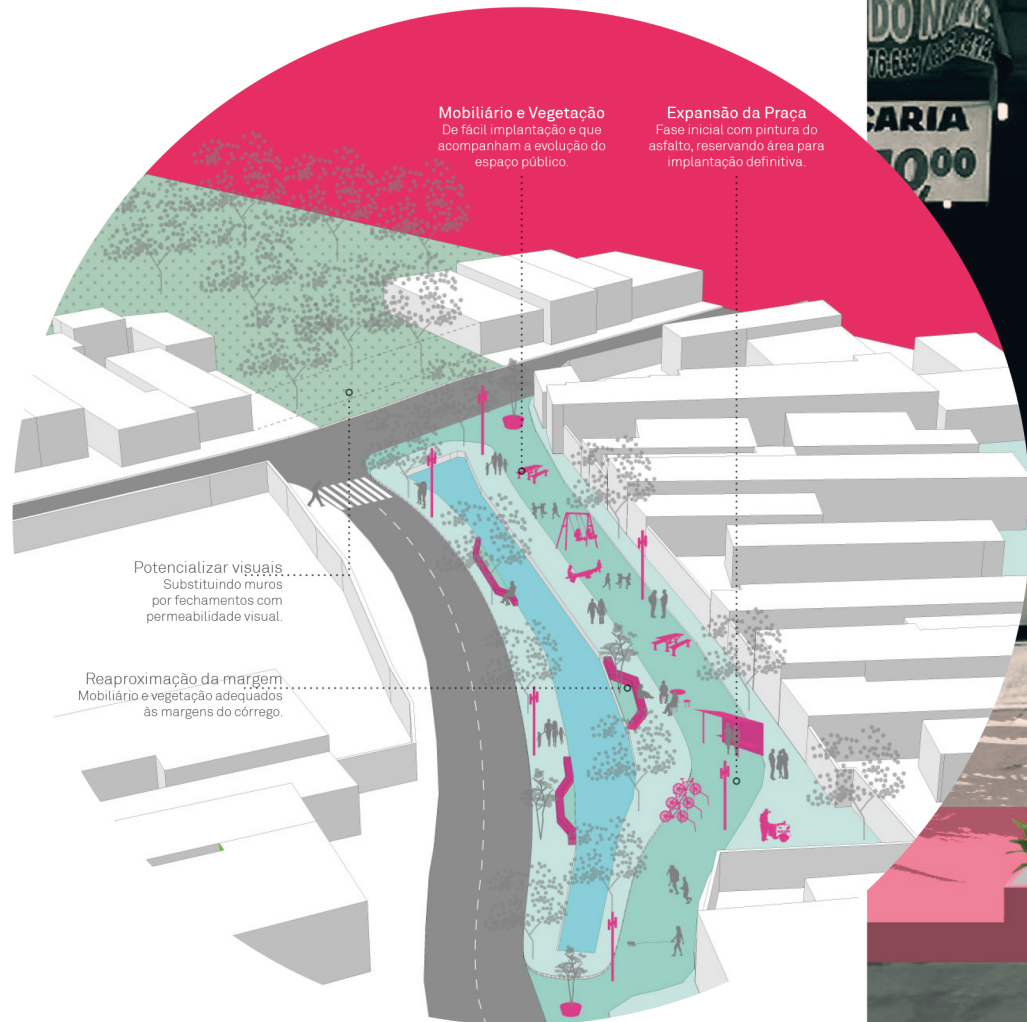 Mobiliário e Vegetação
De fácil implantação e que
acompanham a evolução do
espaço público.
Expansão da Praça
Fase inicial com pintura do
asfalto, reservando área para
implantação definitiva.
Potencializar visuais
Substituindo muros
por fechamentos com
permeabilidade visual.
Reaproximação da margem
Mobiliário e vegetação adequados
às margens do córrego.
DO
CARIA